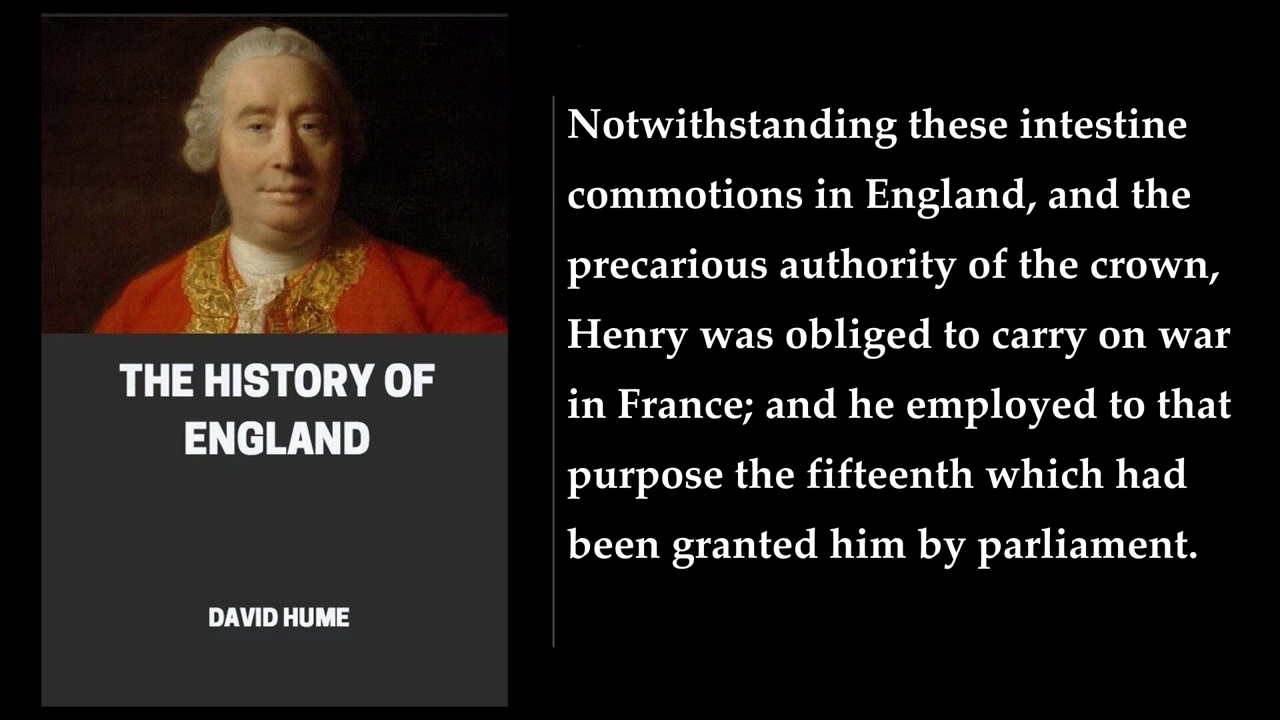 THE HISTORY OF
ENGLAND
DAVID HUME
Notwithstanding these intestine
commotions in England, and the
precarious authority of the crown,
Henry was obliged to carry on war
in France; and he employed to that
purpose the fifteenth which had
been granted him by parliament.